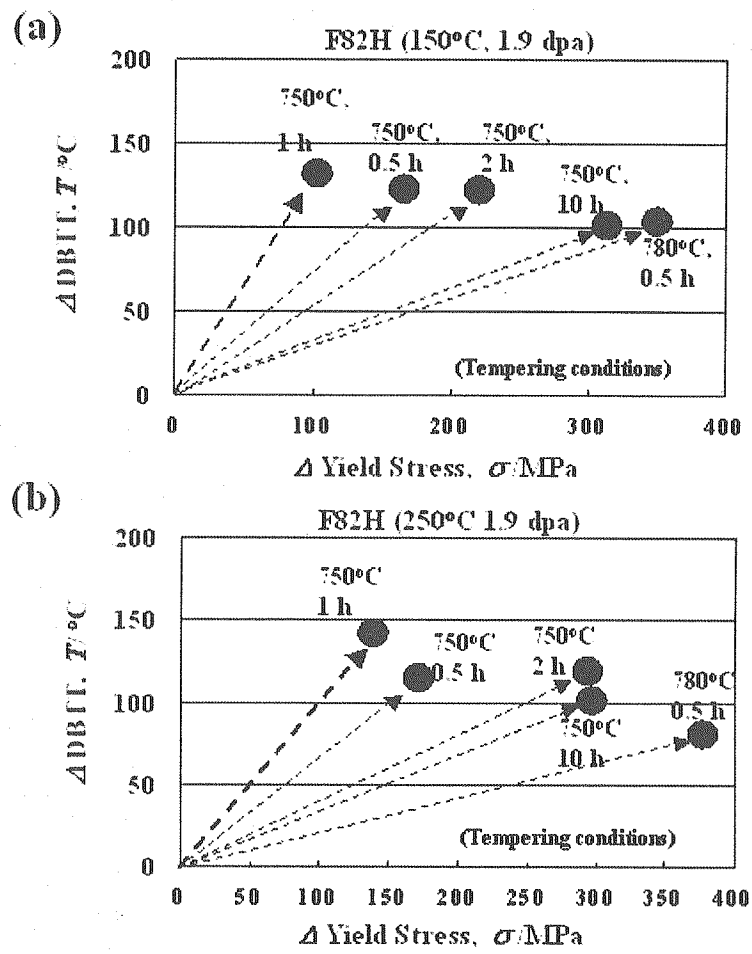 (a)
F82H (150°C, 1.9 dpa)
200
150
100
50
0
ΔDBTT, T/°C
750°C,
1 h
750°C,
0.5 h
750°C,
2 h
750°C,
10 h
780°C,
0.5 h
(Tempering conditions)
0 100 200 300 400
Δ Yield Stress, σ/MPa
(b)
F82H (250°C 1.9 dpa)
200
150
100
50
0
ΔDBTT, T/°C
750°C
1 h
750°C
0.5 h
750°C
2 h
750°C
10 h
780°C
0.5 h
(Tempering conditions)
0 50 100 150 200 250 300 350 400
Δ Yield Stress, σ/MPa